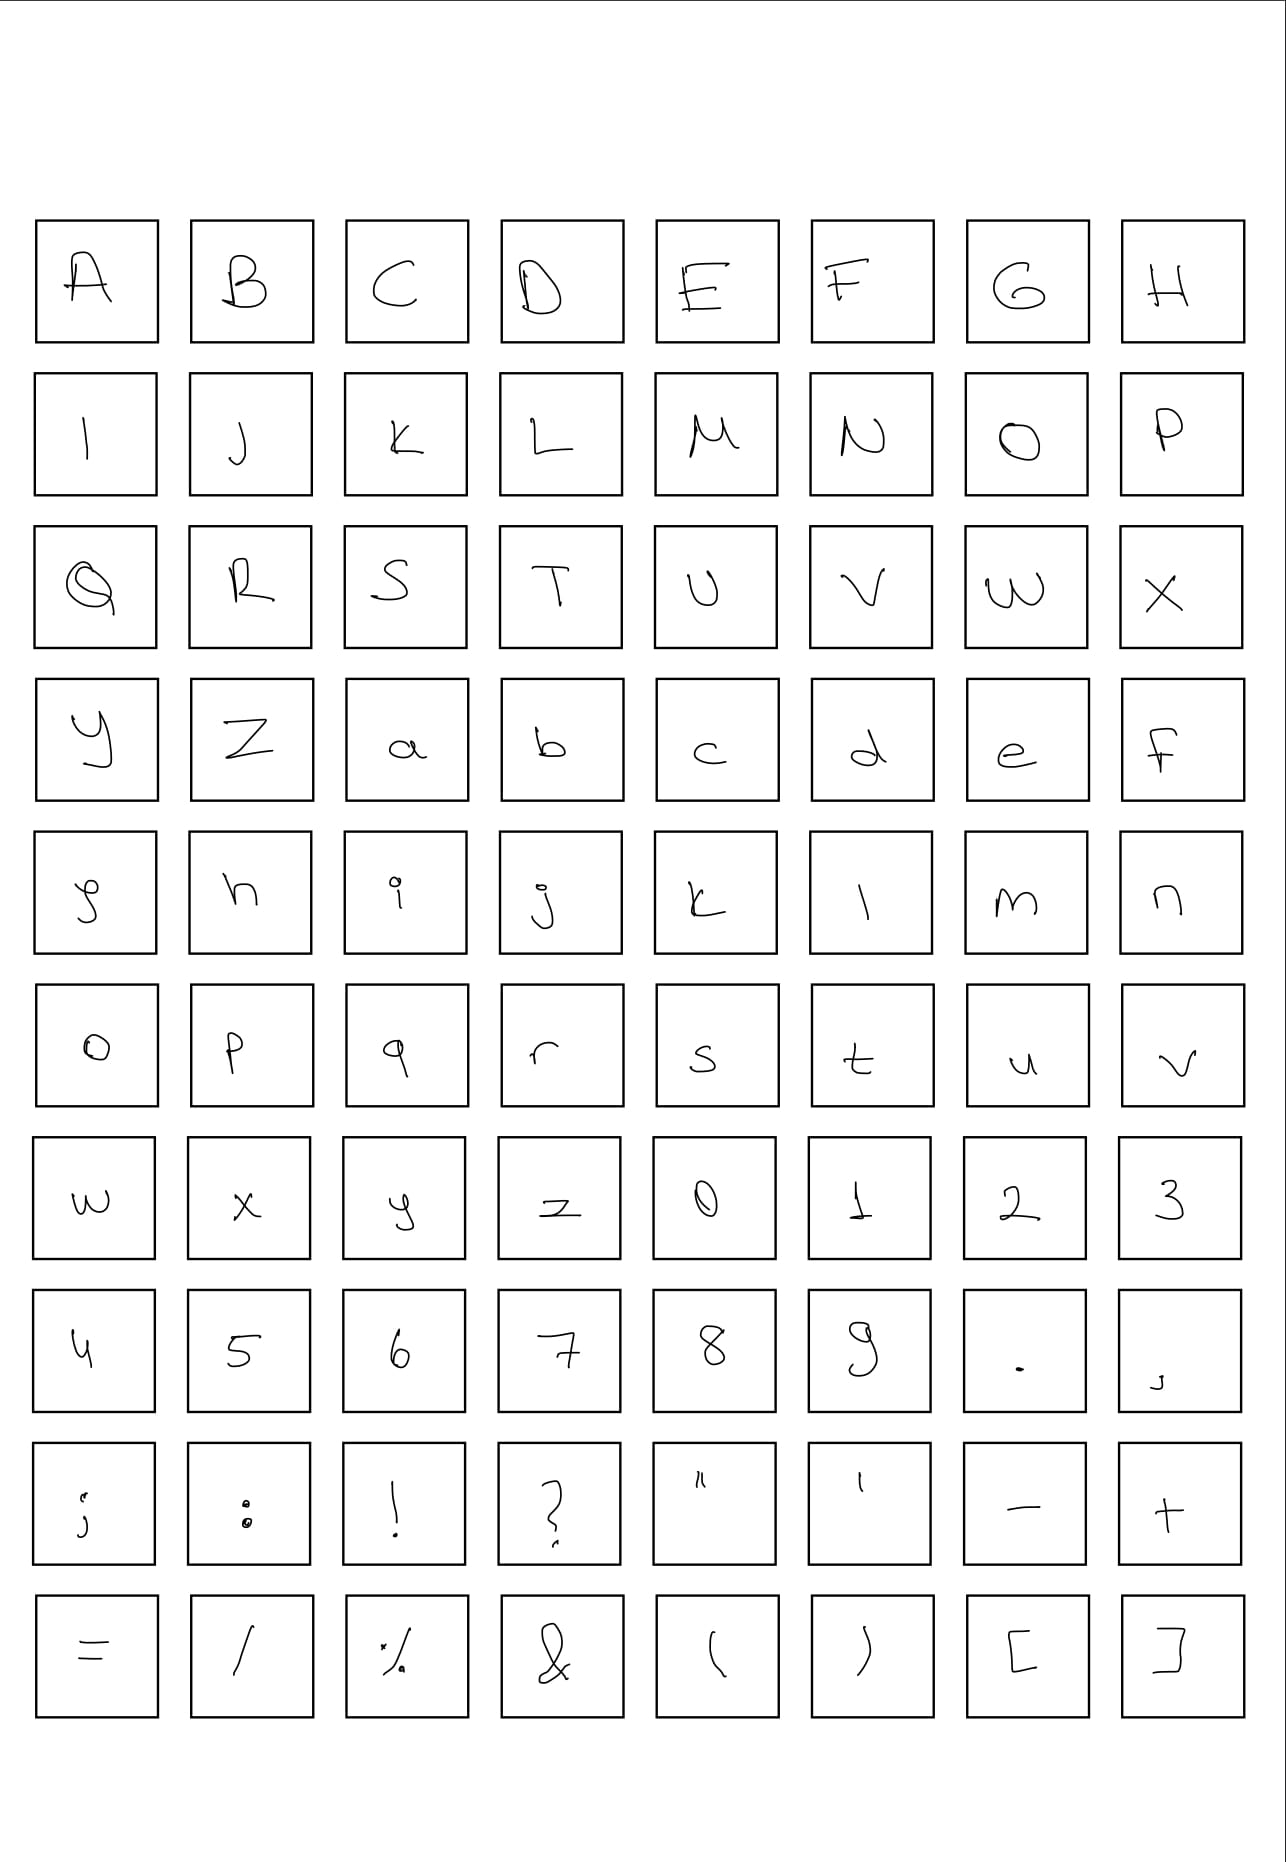 A B C D E F G H
I J K L M N O P
Q R S T U V W X
Y Z a b c d e f
g h i j k l m n
o p q r s t u v
w x y z 0 1 2 3
4 5 6 7 8 9 . ,
; : ! ? " ' - +
= / % & ( ) [ ]